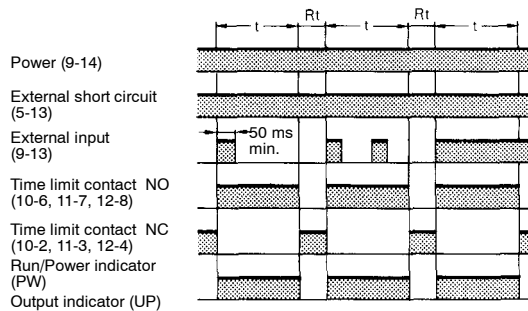 t Rt t Rt t
Power (9-14)
External short circuit
(5-13)
External input
(9-13)
50 ms
min.
Time limit contact NO
(10-6, 11-7, 12-8)
Time limit contact NC
(10-2, 11-3, 12-4)
Run/Power indicator
(PW)
Output indicator (UP)